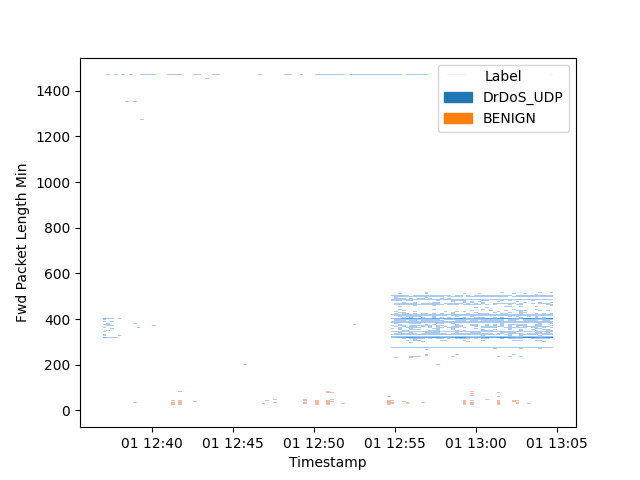 1400
1200
1000
800
600
400
200
0
Fwd Packet Length Min
Label
DrDoS_UDP
BENIGN
01 12:40 01 12:45 01 12:50 01 12:55 01 13:00 01 13:05
Timestamp